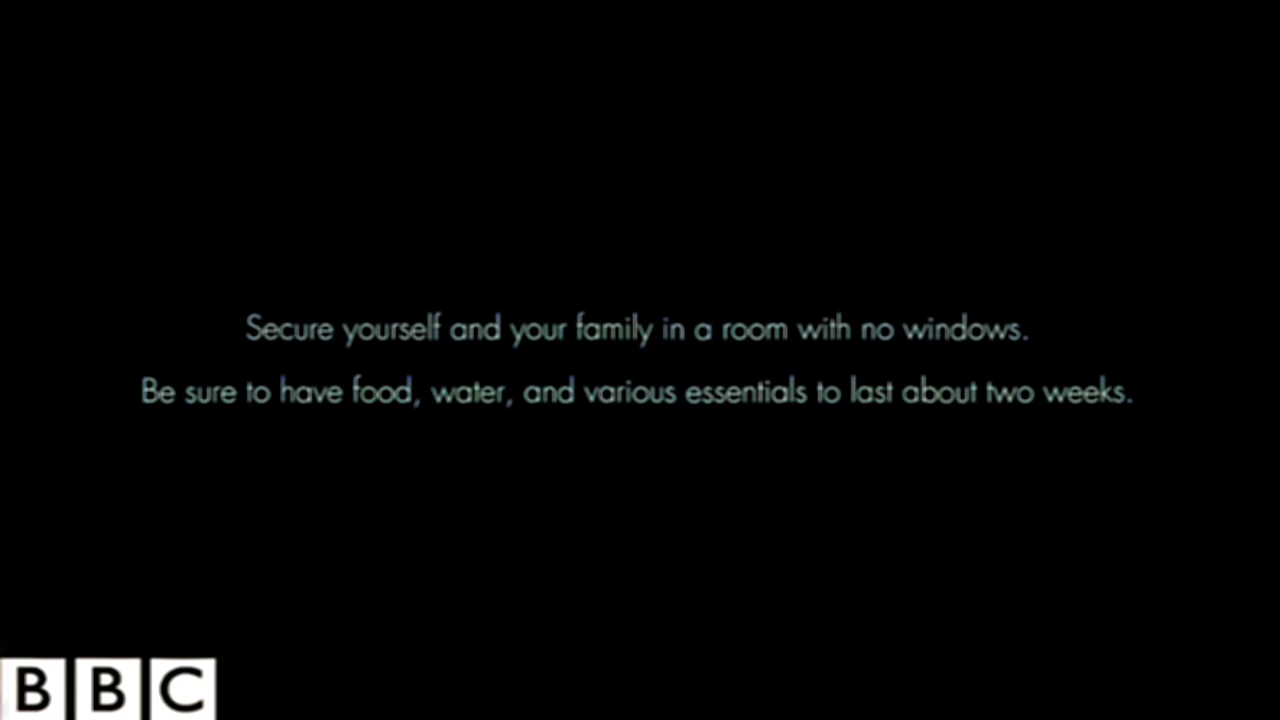 Secure yourself and your family in a room with no windows.
Be sure to have food, water, and various essentials to last about two weeks.
BBC